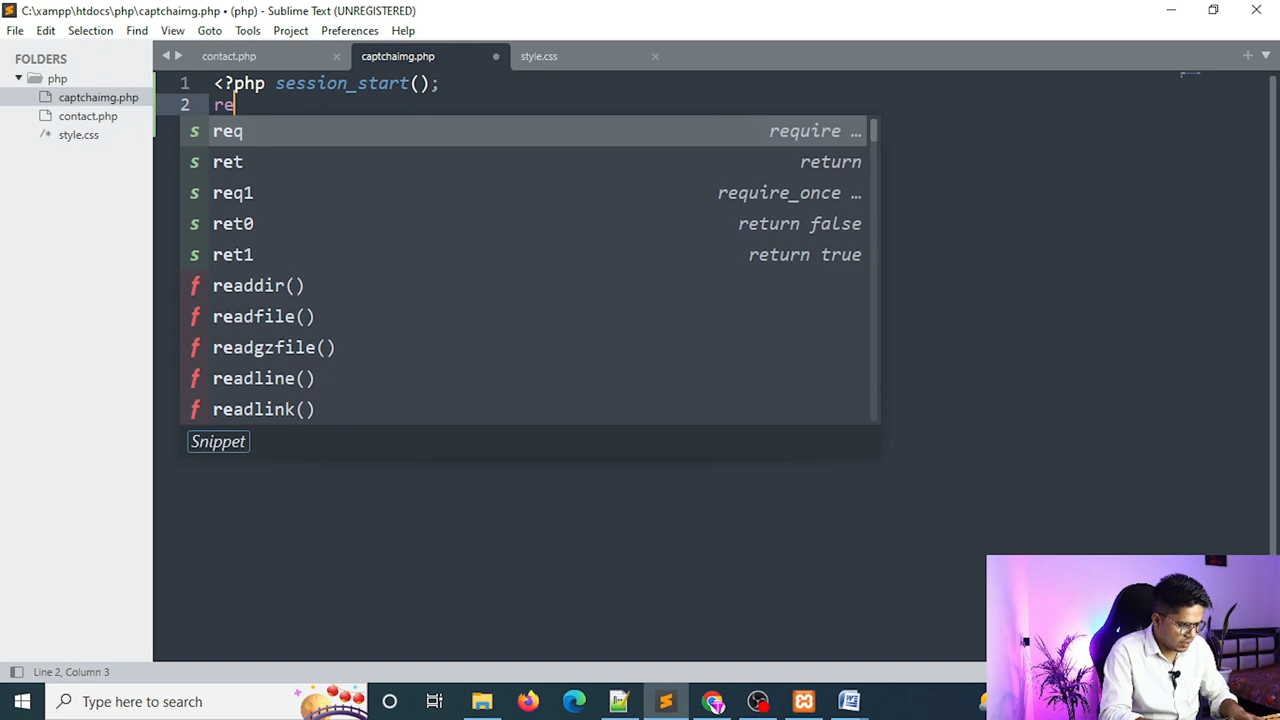 C:\xampp\htdocs\php\captchaimg.php • (php) - Sublime Text (UNREGISTERED)
File Edit Selection Find View Goto Tools Project Preferences Help
FOLDERS
php
captchaimg.php
contact.php
style.css
contact.php
captchaimg.php
style.css
1 <?php session_start();
2 re
s req require …
s ret return
s req1 require_once …
s ret0 return false
s ret1 return true
f readdir()
f readfile()
f readgzfile()
f readline()
f readlink()
Snippet
Line 2, Column 3
Type here to search